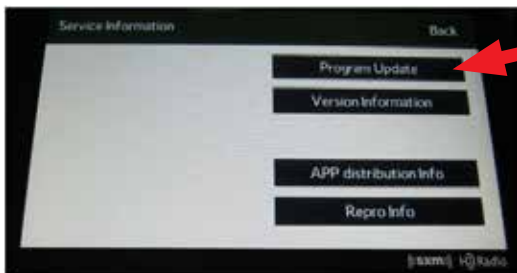 Service Information
Back
Program Update
Version Information
APP distribution Info
Repro Info
((sxm)) HD Radio